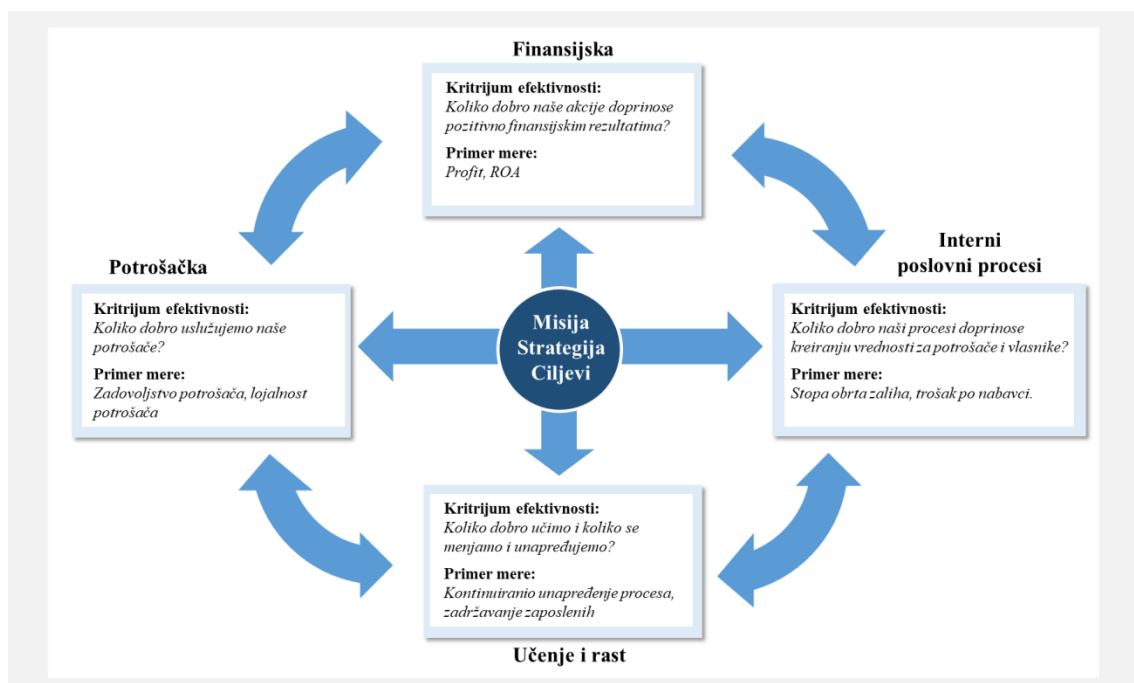 Finansijska
Kritrijum efektivnosti:
Koliko dobro naše akcije doprinose
pozitivno finansijskim rezultatima?
Primer mere:
Profit, ROA
Potrošačka
Kritrijum efektivnosti:
Koliko dobro uslužujemo naše
potrošače?
Primer mere:
Zadovoljstvo potrošača, lojalnost
potrošača
Misija
Strategija
Ciljevi
Interni
poslovni procesi
Kritrijum efektivnosti:
Koliko dobro naši procesi doprinose
kreiranju vrednosti za potrošače i vlasnike?
Primer mere:
Stopa obrta zaliha, trošak po nabavci.
Kritrijum efektivnosti:
Koliko dobro učimo i koliko se
menjamo i unapređujemo?
Primer mere:
Kontinuiranio unapređenje procesa,
zadržavanje zaposlenih
Učenje i rast